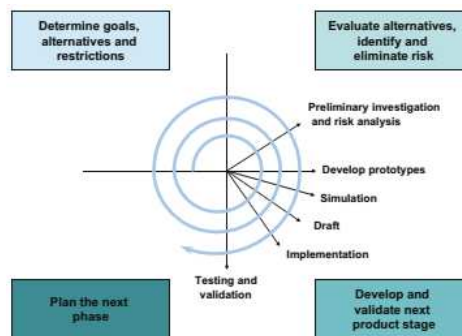 Determine goals,
alternatives and
restrictions
Evaluate alternatives,
identify and
eliminate risk
Preliminary investigation
and risk analysis
Develop prototypes
Simulation
Draft
Implementation
Testing and
validation
Plan the next
phase
Develop and
validate next
product stage